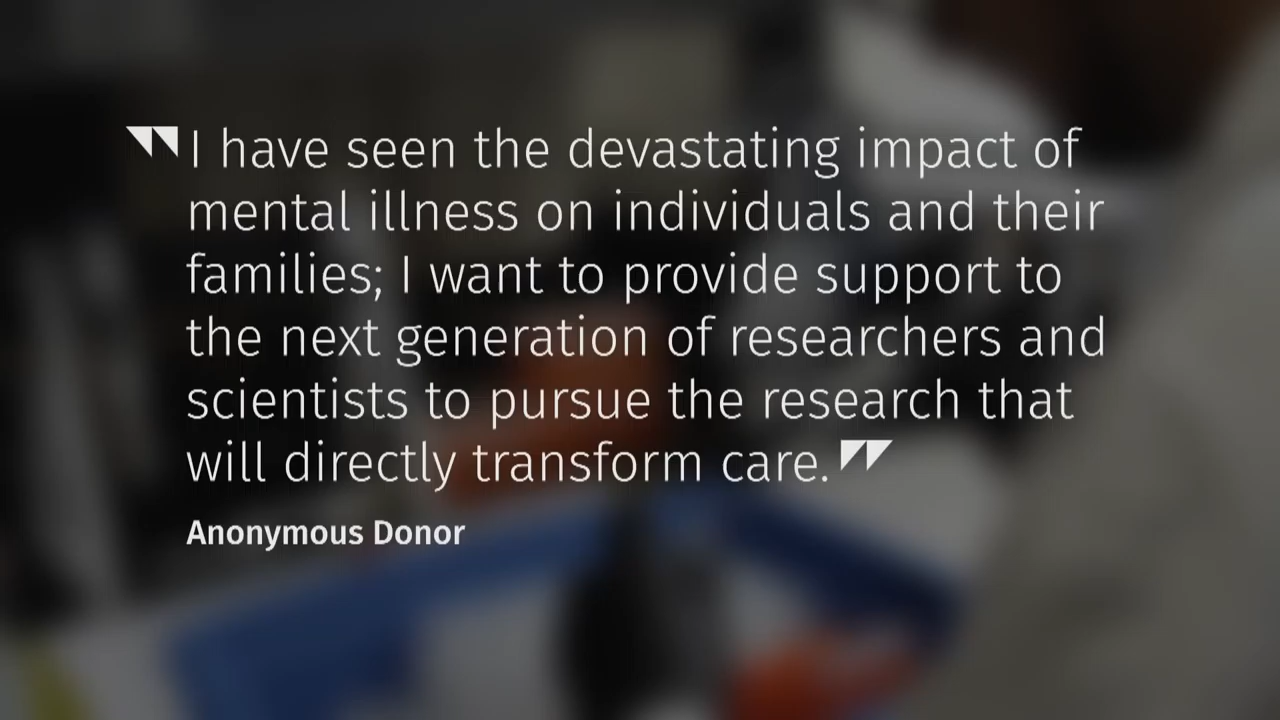 "I have seen the devastating impact of
mental illness on individuals and their
families; I want to provide support to
the next generation of researchers and
scientists to pursue the research that
will directly transform care."
Anonymous Donor